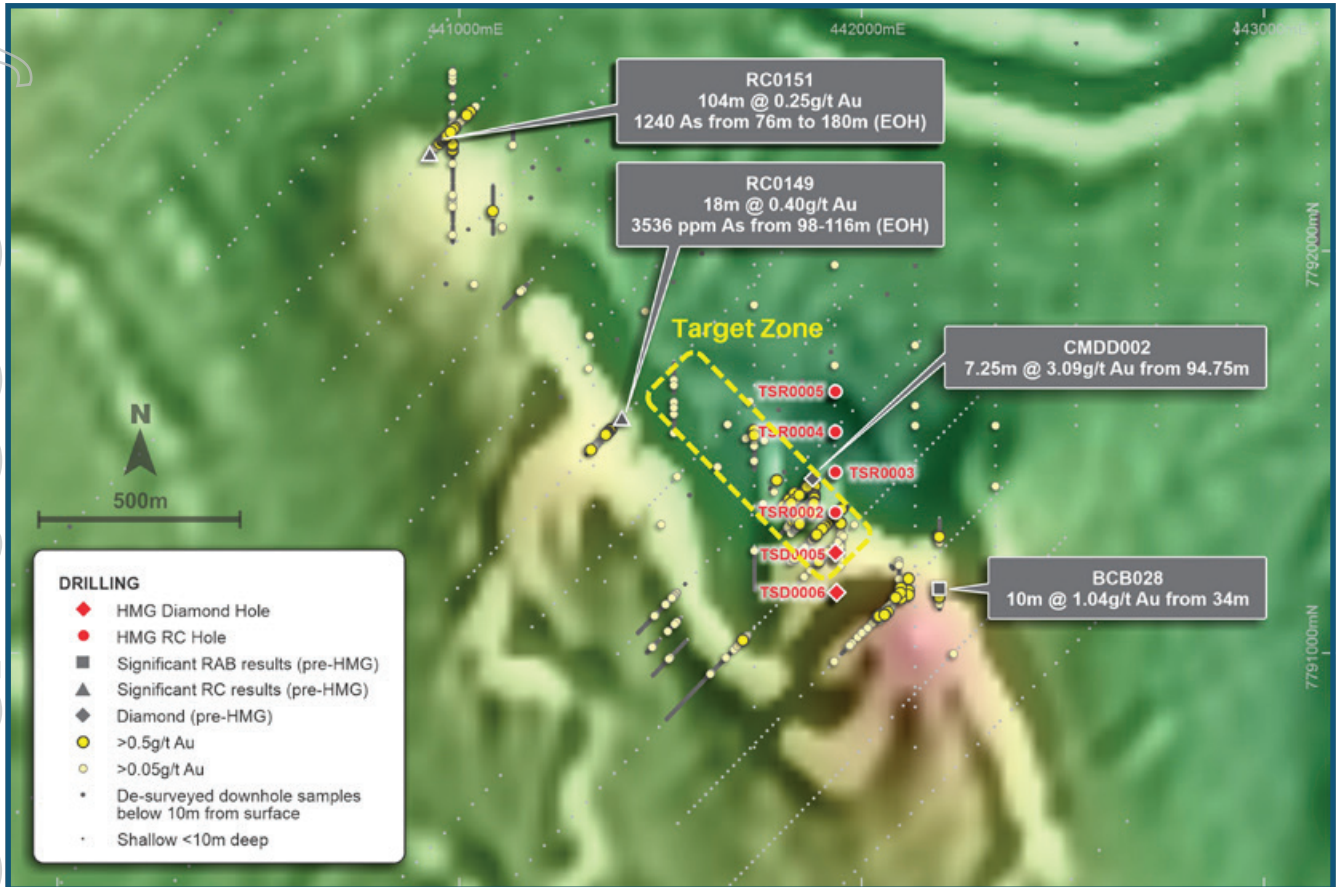 441000mE
442000mE
443000mE
RC0151
104m @ 0.25g/t Au
1240 As from 76m to 180m (EOH)
RC0149
18m @ 0.40g/t Au
3536 ppm As from 98-116m (EOH)
7792000mN
Target Zone
CMDD002
7.25m @ 3.09g/t Au from 94.75m
TSR0005
TSR0004
TSR0003
TSR0002
TSD0005
TSD0006
N
500m
BCB028
10m @ 1.04g/t Au from 34m
7791000mN
DRILLING
HMG Diamond Hole
HMG RC Hole
Significant RAB results (pre-HMG)
Significant RC results (pre-HMG)
Diamond (pre-HMG)
>0.5g/t Au
>0.05g/t Au
De-surveyed downhole samples
below 10m from surface
Shallow <10m deep